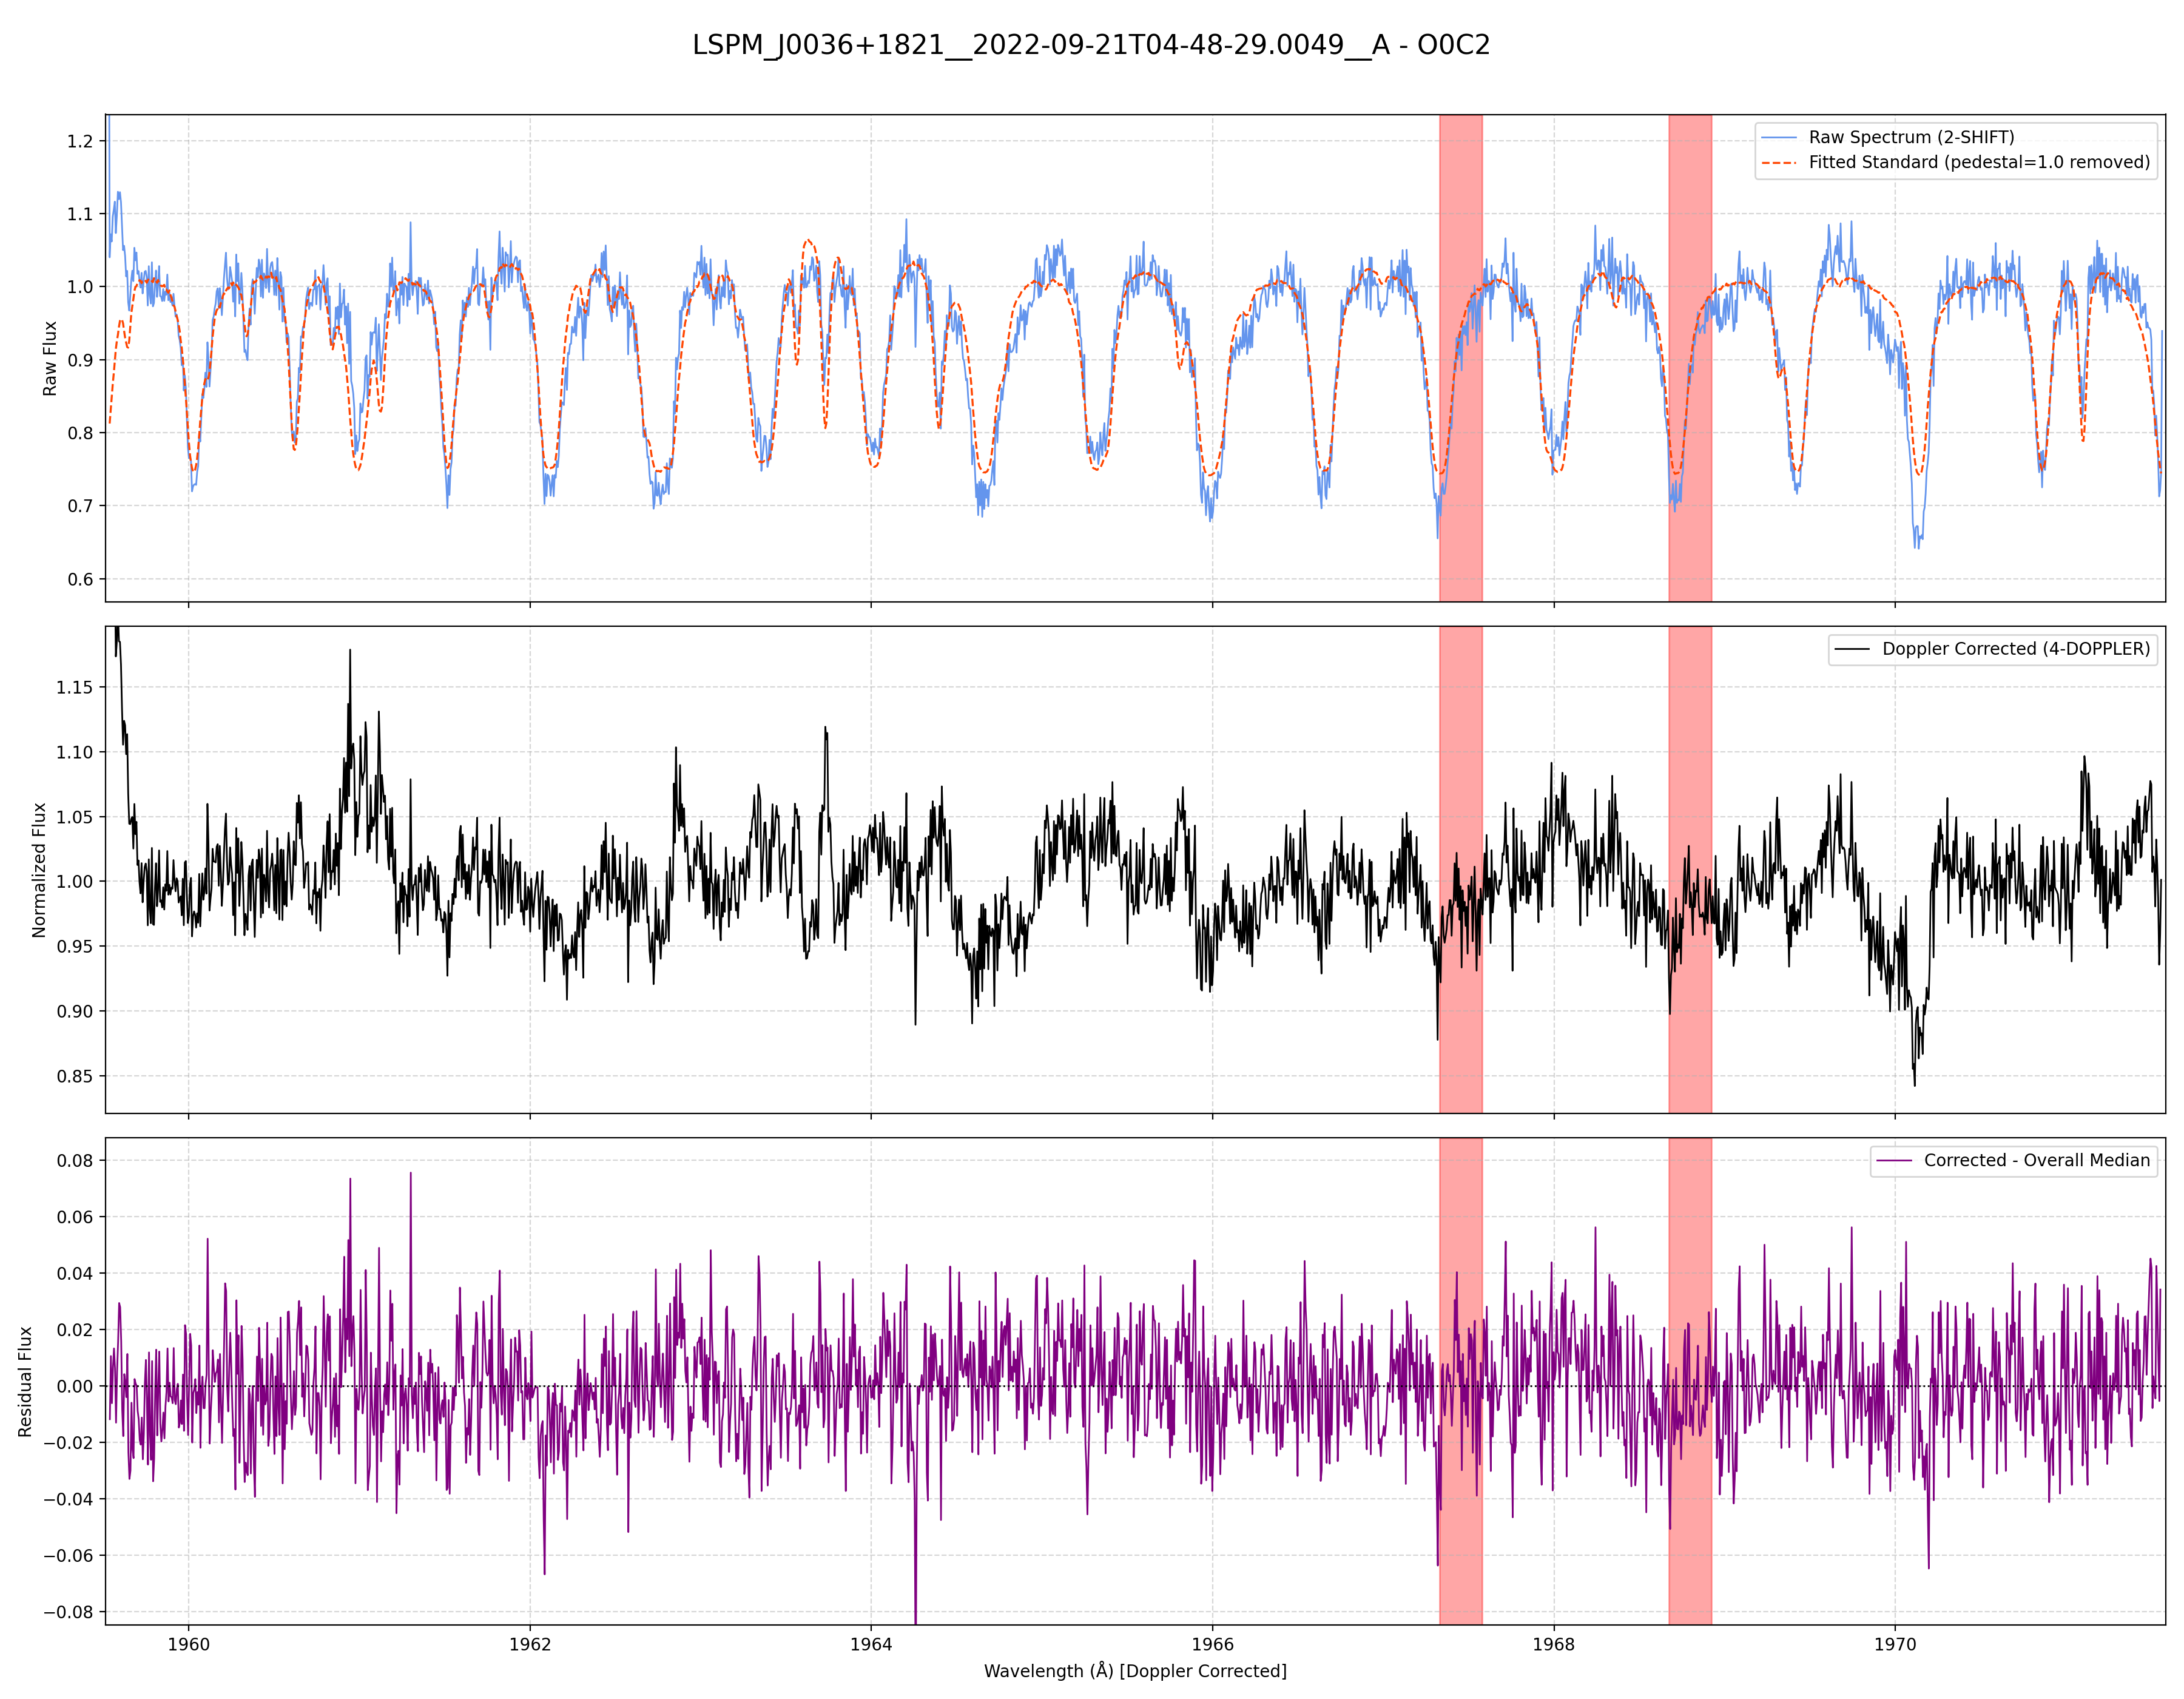 LSPM_J0036+1821__2022-09-21T04-48-29.0049__A - O0C2
Raw Flux
1.2
1.1
1.0
0.9
0.8
0.7
0.6
Raw Spectrum (2-SHIFT)
Fitted Standard (pedestal=1.0 removed)
Normalized Flux
1.15
1.10
1.05
1.00
0.95
0.90
0.85
Doppler Corrected (4-DOPPLER)
Residual Flux
0.08
0.06
0.04
0.02
0.00
−0.02
−0.04
−0.06
−0.08
Corrected - Overall Median
1960 1962 1964 1966 1968 1970
Wavelength (Å) [Doppler Corrected]